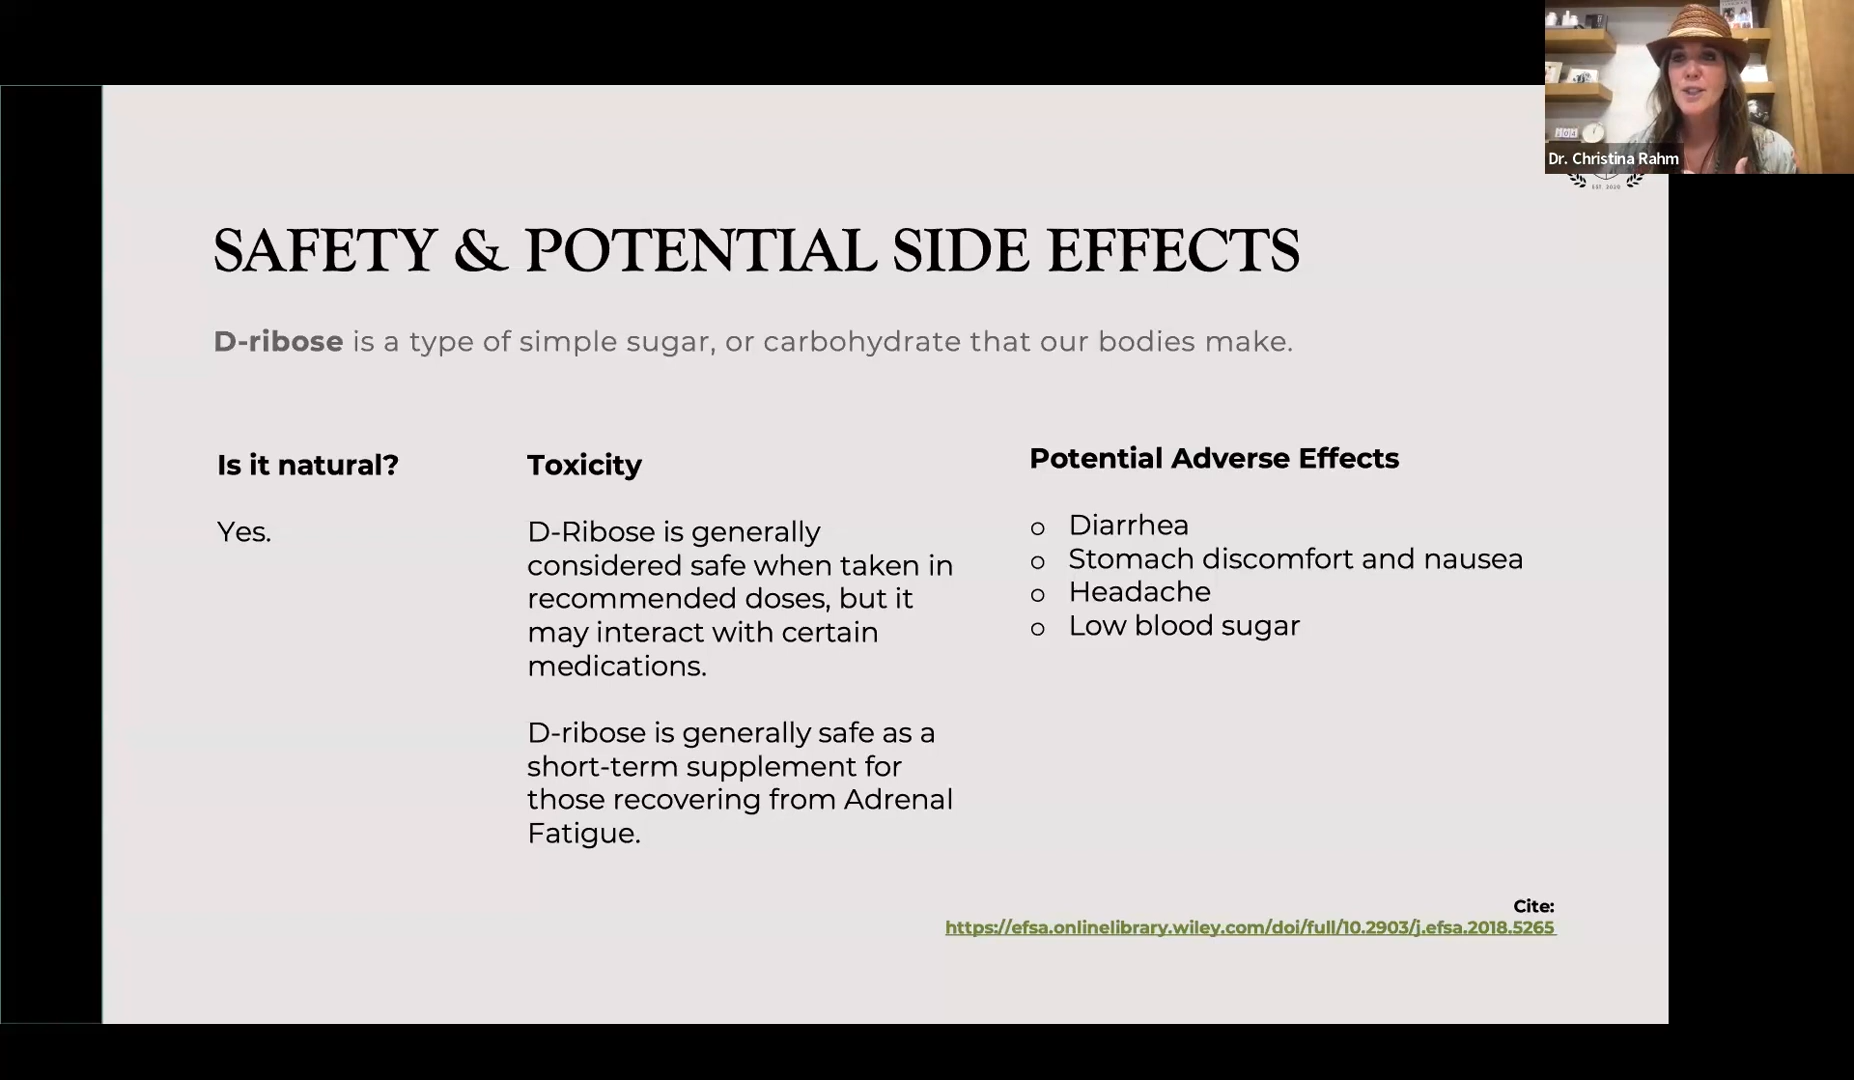 Dr. Christina Rahm
EST. 2020
SAFETY & POTENTIAL SIDE EFFECTS
D-ribose is a type of simple sugar, or carbohydrate that our bodies make.
Is it natural?
Yes.
Toxicity
D-Ribose is generally
considered safe when taken in
recommended doses, but it
may interact with certain
medications.
D-ribose is generally safe as a
short-term supplement for
those recovering from Adrenal
Fatigue.
Potential Adverse Effects
o Diarrhea
o Stomach discomfort and nausea
o Headache
o Low blood sugar
Cite:
https://efsa.onlinelibrary.wiley.com/doi/full/10.2903/j.efsa.2018.5265